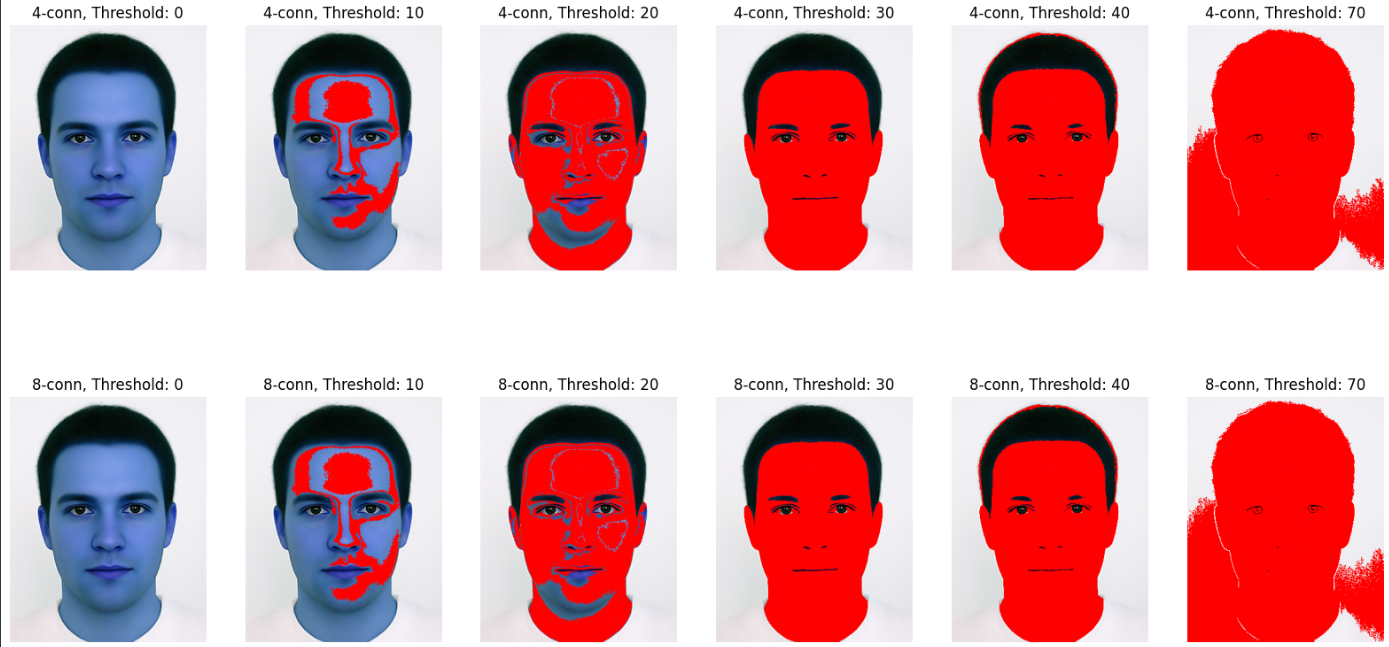 4-conn, Threshold: 0
4-conn, Threshold: 10
4-conn, Threshold: 20
4-conn, Threshold: 30
4-conn, Threshold: 40
4-conn, Threshold: 70
8-conn, Threshold: 0
8-conn, Threshold: 10
8-conn, Threshold: 20
8-conn, Threshold: 30
8-conn, Threshold: 40
8-conn, Threshold: 70